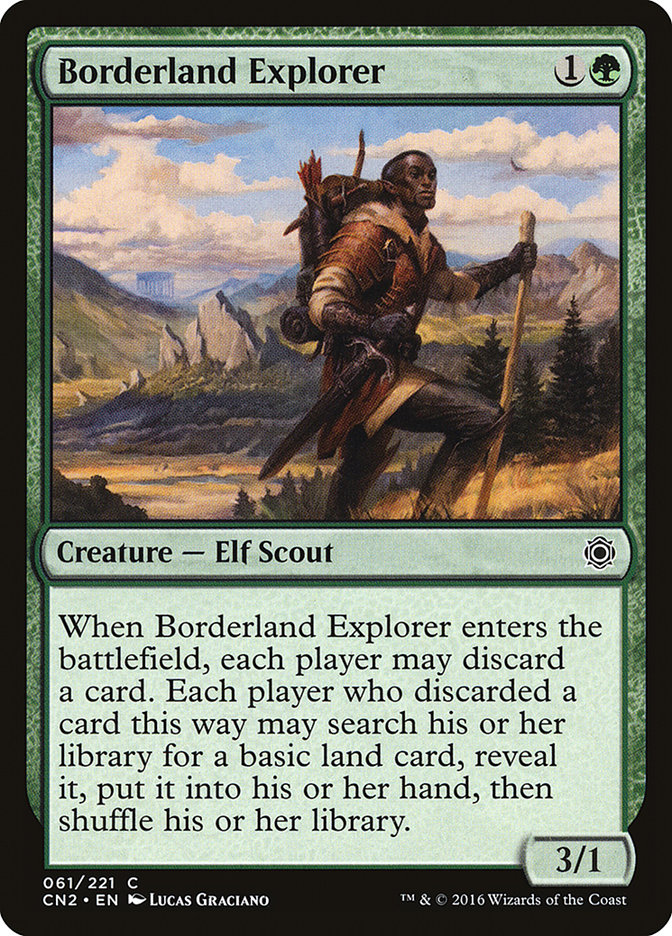 Borderland Explorer 1
Creature — Elf Scout
When Borderland Explorer enters the
battlefield, each player may discard
a card. Each player who discarded a
card this way may search his or her
library for a basic land card, reveal
it, put it into his or her hand, then
shuffle his or her library.
3/1
061/221 C
CN2 • EN Lucas Graciano
™ & © 2016 Wizards of the Coast